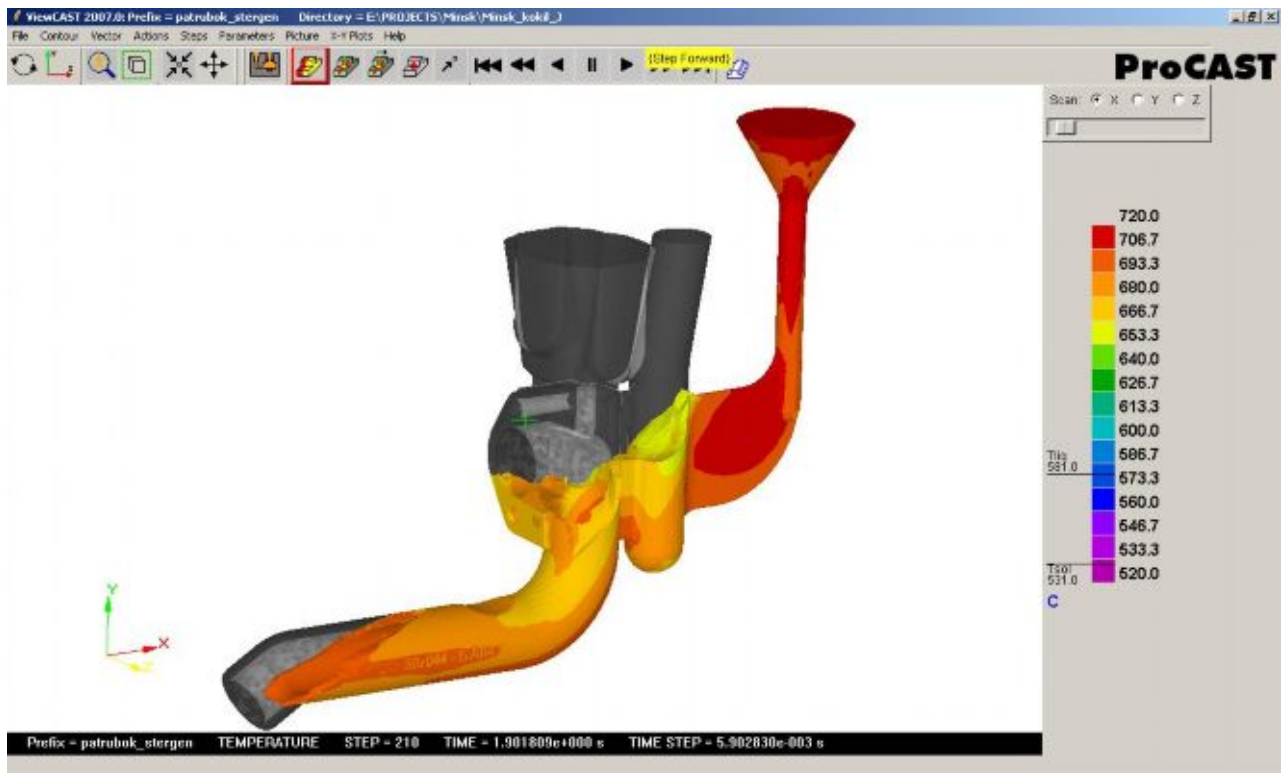 ViewCAST 2007.0: Prefix = patrubok_stergen Directory = E:\PROJECTS\Minsk\Minsk_kokil_)
File Contour Vector Actions Steps Parameters Picture X-Y Plots Help
(Step Forward)
ProCAST
Scan: X Y Z
720.0
706.7
693.3
680.0
666.7
653.3
640.0
626.7
613.3
600.0
586.7
Tliq
581.0
573.3
560.0
546.7
533.3
Tsol
531.0
520.0
C
Y
X
Z
Prefix = patrubok_stergen TEMPERATURE STEP = 210 TIME = 1.901809e+000 s TIME STEP = 5.902830e-003 s